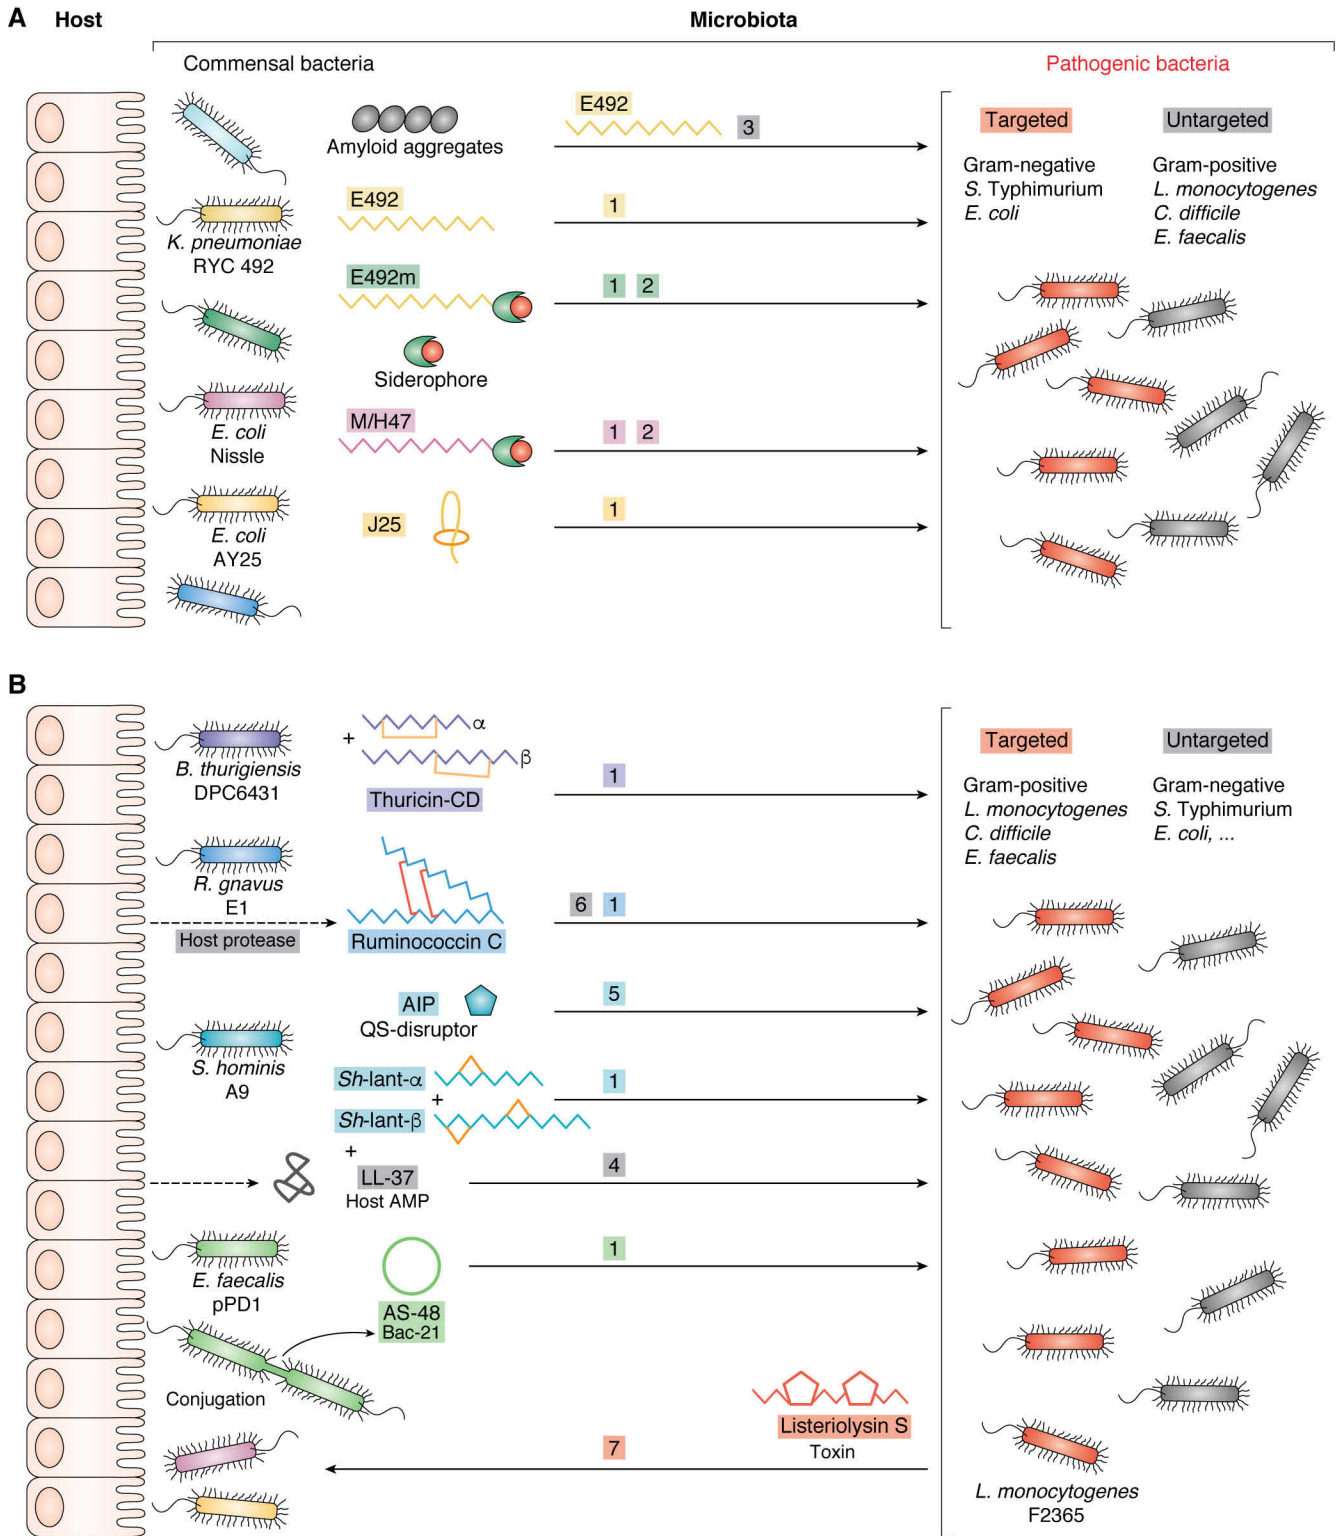 A Host Microbiota
Commensal bacteria
Pathogenic bacteria
E492
3
Amyloid aggregates
Targeted
Untargeted
Gram-negative
S. Typhimurium
E. coli
Gram-positive
L. monocytogenes
C. difficile
E. faecalis
K. pneumoniae
RYC 492
E492
1
E492m
1 2
Siderophore
E. coli
Nissle
M/H47
1 2
E. coli
AY25
J25
1
B
B. thurigiensis
DPC6431
+
α
β
Thuricin-CD
1
Targeted
Untargeted
Gram-positive
L. monocytogenes
C. difficile
E. faecalis
Gram-negative
S. Typhimurium
E. coli, ...
R. gnavus
E1
Host protease
Ruminococcin C
6 1
AIP
QS-disruptor
5
S. hominis
A9
Sh-lant-α
+
Sh-lant-β
1
+
LL-37
Host AMP
4
E. faecalis
pPD1
1
AS-48
Bac-21
Conjugation
Listeriolysin S
Toxin
7
L. monocytogenes
F2365